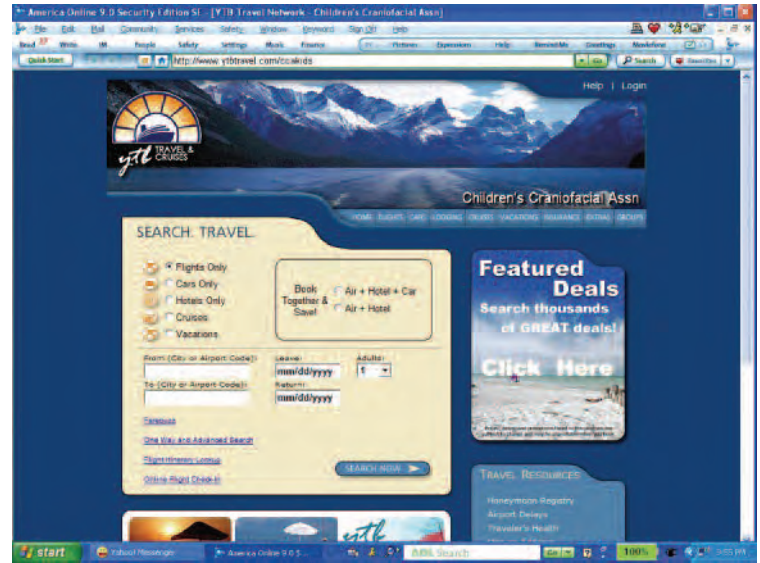 America Online 9.0 Security Edition SE - [YTB Travel Network - Children's Craniofacial Assn]
File Edit Mail Community Services Safety Window Keyword Sign Off Help
Read Write IM People Safety Settings Music Finance Pictures Expressions Help Remind Me Greetings
Quick Start http://www.ytbtravel.com/ccakids Go Search Favorites
Help | Login
ytb TRAVEL & CRUISES
Children's Craniofacial Assn
HOME FLIGHTS CARS LODGING CRUISES VACATIONS INSURANCE EXTRAS GROUPS
SEARCH TRAVEL
Flights Only
Cars Only
Hotels Only
Cruises
Vacations
Book Together & Save!
Air + Hotel + Car
Air + Hotel
From (City or Airport Code):
Leave:
mm/dd/yyyy
Adults:
1
To (City or Airport Code):
Return:
mm/dd/yyyy
One Way and Advanced Search
Flight Itinerary Lookup
Online Flight Check-in
SEARCH NOW
Featured
Deals
Search thousands
of GREAT deals!
Click Here
TRAVEL RESOURCES
Honeymoon Registry
Airport Delays
Traveler's Health
ytb
start Yahoo! Messenger America Online 9.0 S... AOL Search Go 100%